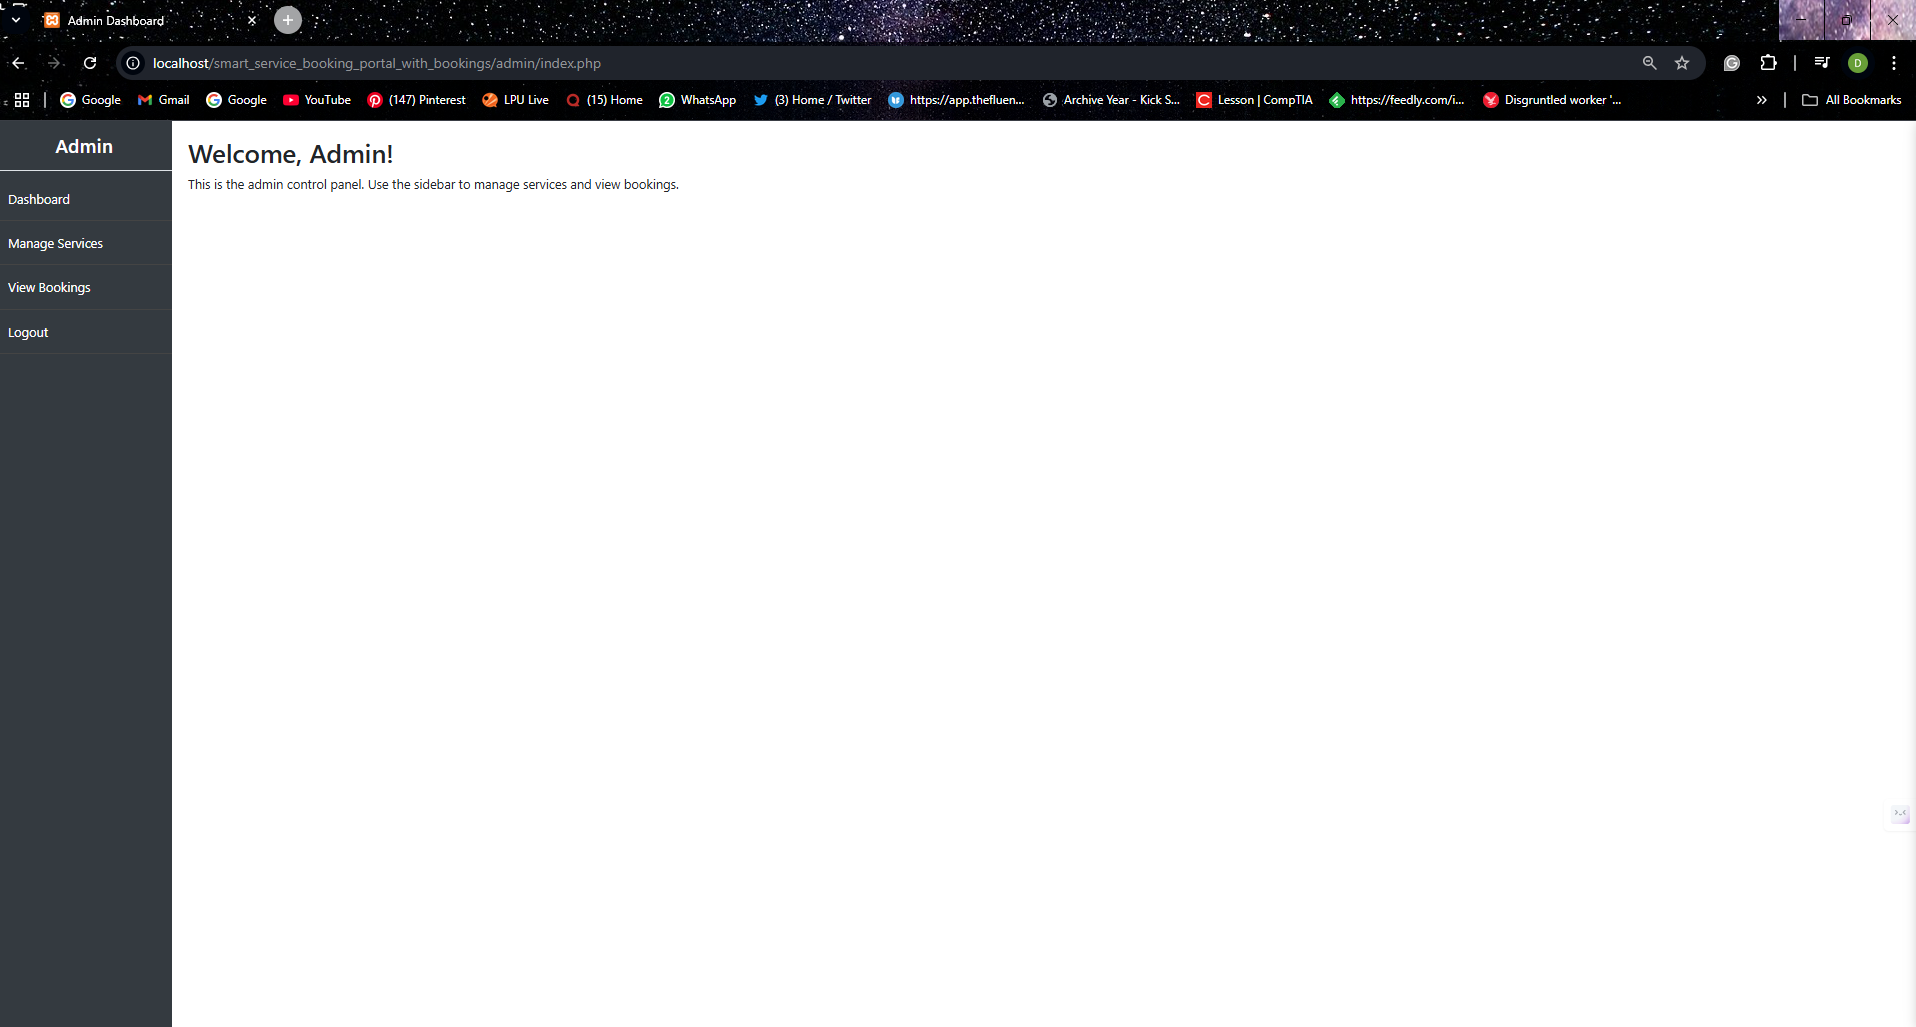 Admin Dashboard
localhost/smart_service_booking_portal_with_bookings/admin/index.php
D
Google
Gmail
Google
YouTube
(147) Pinterest
LPU Live
(15) Home
2
WhatsApp
(3) Home / Twitter
https://app.thefluen...
Archive Year - Kick S...
Lesson | CompTIA
https://feedly.com/i...
Disgruntled worker '...
All Bookmarks
Admin
Dashboard
Manage Services
View Bookings
Logout
Welcome, Admin!
This is the admin control panel. Use the sidebar to manage services and view bookings.